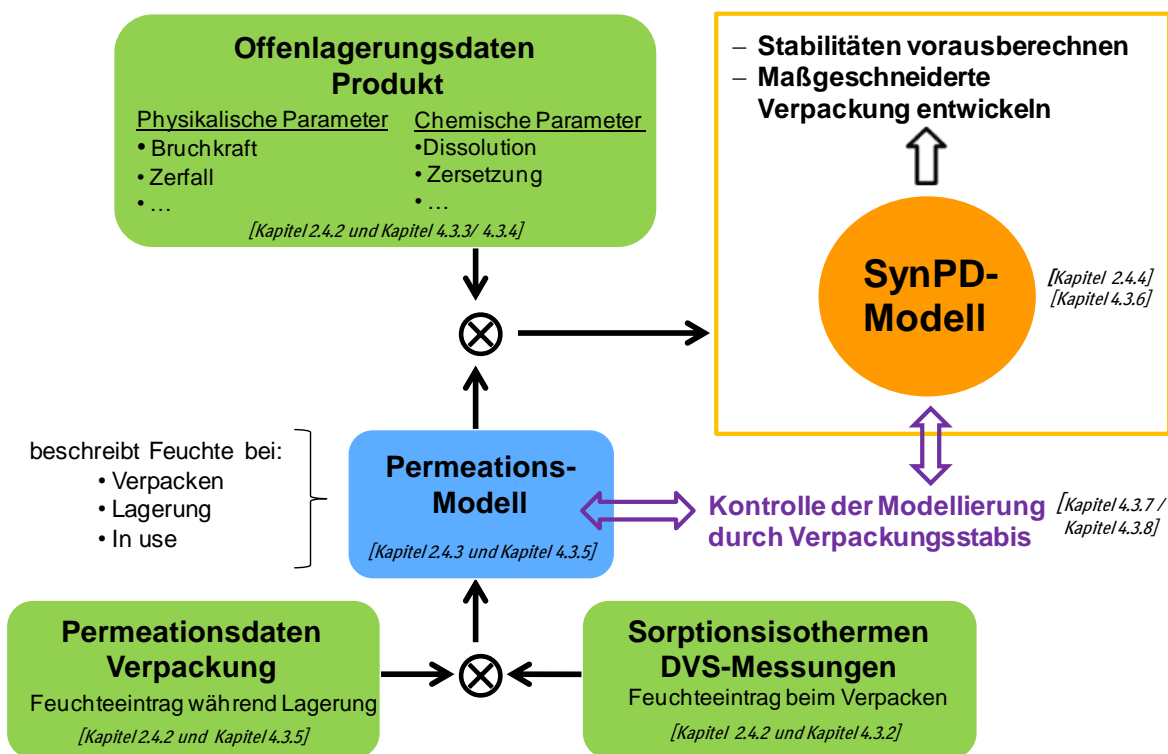 Offenlagerungsdaten
Produkt
Physikalische Parameter
• Bruchkraft
• Zerfall
• …
Chemische Parameter
•Dissolution
• Zersetzung
• …
[Kapitel 2.4.2 und Kapitel 4.3.3/ 4.3.4]
– Stabilitäten vorausberechnen
– Maßgeschneiderte
Verpackung entwickeln
SynPD-
Modell
[Kapitel 2.4.4]
[Kapitel 4.3.6]
beschreibt Feuchte bei:
• Verpacken
• Lagerung
• In use
Permeations-
Modell
[Kapitel 2.4.3 und Kapitel 4.3.5]
Kontrolle der Modellierung
durch Verpackungsstabis
[Kapitel 4.3.7 /
Kapitel 4.3.8]
Permeationsdaten
Verpackung
Feuchteeintrag während Lagerung
[Kapitel 2.4.2 und Kapitel 4.3.5]
Sorptionsisothermen
DVS-Messungen
Feuchteeintrag beim Verpacken
[Kapitel 2.4.2 und Kapitel 4.3.2]